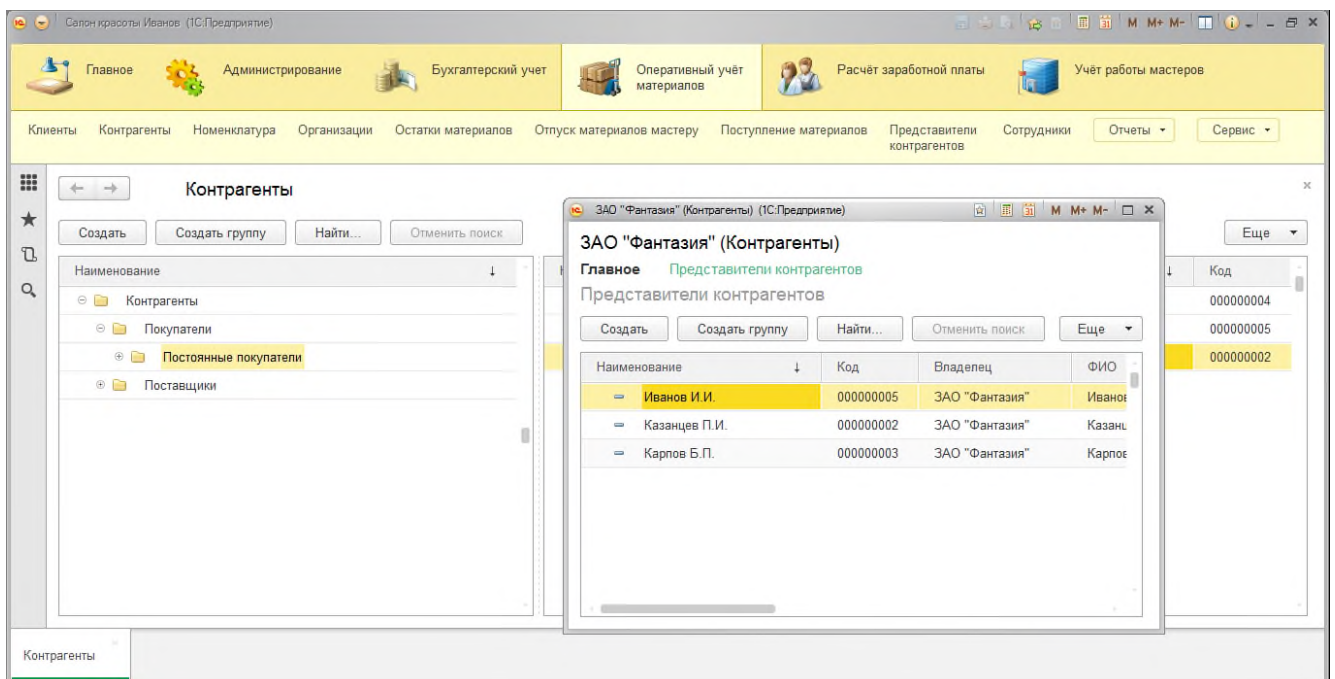 Салон красоты Иванов (1С:Предприятие)
M M+ M-
Главное
Администрирование
Бухгалтерский учет
Оперативный учёт
материалов
Расчёт заработной платы
Учёт работы мастеров
Клиенты Контрагенты Номенклатура Организации Остатки материалов Отпуск материалов мастеру Поступление материалов Представители
контрагентов
Сотрудники Отчеты Сервис
Контрагенты
Создать Создать группу Найти... Отменить поиск
Еще
Наименование
Код
Контрагенты
000000004
Покупатели
000000005
Постоянные покупатели
000000002
Поставщики
ЗАО "Фантазия" (Контрагенты) (1С:Предприятие)
M M+ M-
ЗАО "Фантазия" (Контрагенты)
Главное Представители контрагентов
Представители контрагентов
Создать Создать группу Найти... Отменить поиск Еще
Наименование Код Владелец ФИО
Иванов И.И. 000000005 ЗАО "Фантазия" Иванов
Казанцев П.И. 000000002 ЗАО "Фантазия" Казанц
Карпов Б.П. 000000003 ЗАО "Фантазия" Карпов
Контрагенты